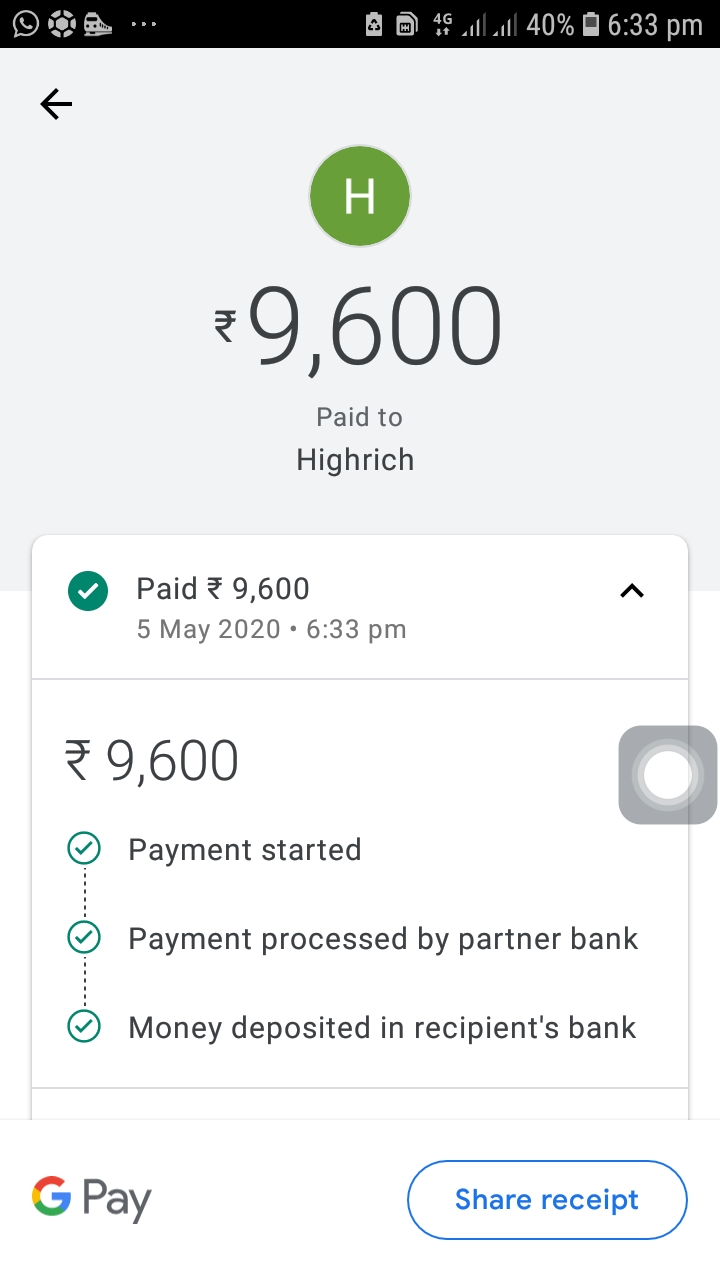 4G 40% 6:33 pm
H
₹9,600
Paid to
Highrich
Paid ₹ 9,600
5 May 2020 • 6:33 pm
₹ 9,600
Payment started
Payment processed by partner bank
Money deposited in recipient's bank
G Pay Share receipt